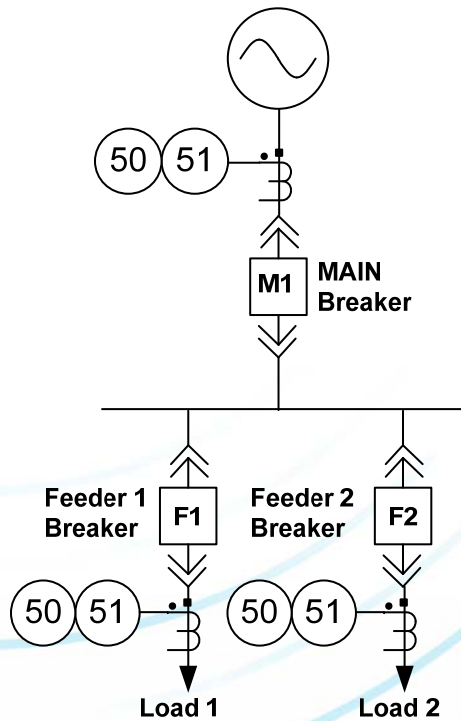 50 51
M1
MAIN
Breaker
Feeder 1
Breaker
F1
Feeder 2
Breaker
F2
50 51
50 51
Load 1
Load 2